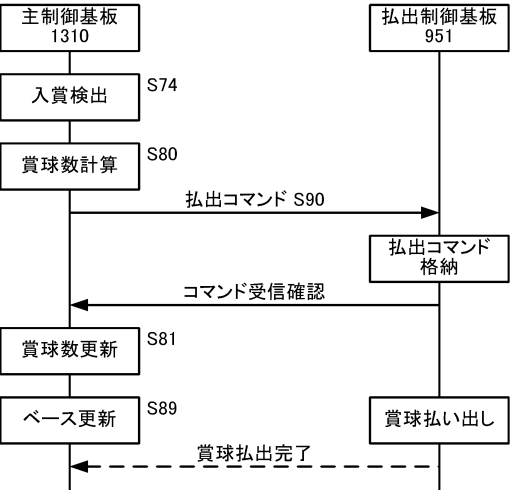 主制御基板
1310
払出制御基板
951
入賞検出
S74
賞球数計算
S80
払出コマンド S90
払出コマンド
格納
コマンド受信確認
賞球数更新
S81
ベース更新
S89
賞球払い出し
賞球払出完了